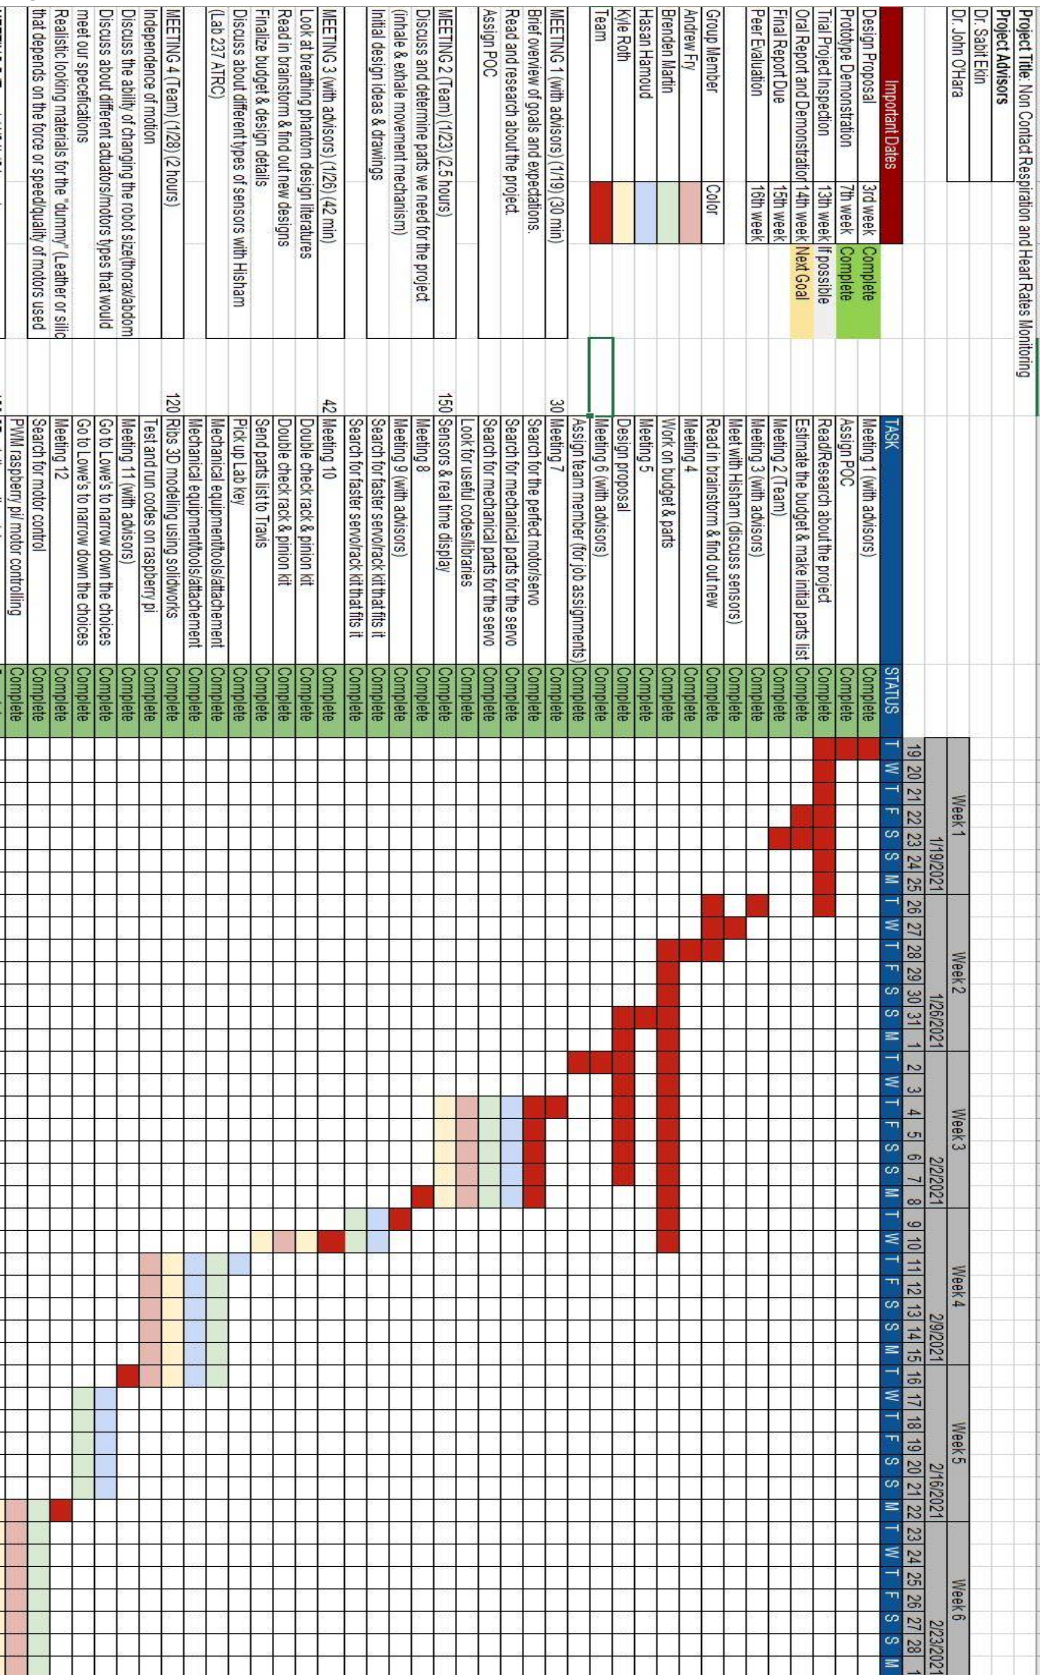 Project Title: Non Contact Respiration and Heart Rates Monitoring
Project Advisors
Dr. Sabit Ekin
Dr. John O'Hara
Important Dates
Design Proposal 3rd week Complete
Prototype Demonstration 7th week Complete
Trial Project Inspection 13th week If possible
Oral Report and Demonstration 14th week Next Goal
Final Report Due 15th week
Peer Evaluation 16th week
Group Member Color
Andrew Fry
Brenden Martin
Hasan Hamoud
Kyle Roth
Team
MEETING 1 (with advisors) (1/19) (30 min) 30
Brief overview of goals and expectations.
Read and research about the project.
Assign POC
MEETING 2 (Team) (1/23) (2.5 hours) 150
Discuss and determine parts we need for the project
(inhale & exhale movement mechanism)
Initial design ideas & drawings
MEETING 3 (with advisors) (1/26) (42 min) 42
Look at breathing phantom design literatures
Read in brainstorm & find out new designs
Finalize budget & design details
Discuss about different types of sensors with Hisham
(Lab 237 ATRC)
MEETING 4 (Team) (1/28) (2 hours) 120
Independence of motion
Discuss the ability of changing the robot size(thorax/abdom
Discuss about different actuators/motors types that would
meet our specefications
Realistic looking materials for the "dummy" (Leather or silic
that depends on the force or speed/quality of motors used
Week 1 Week 2 Week 3 Week 4 Week 5 Week 6
1/19/2021 1/26/2021 2/2/2021 2/9/2021 2/16/2021 2/23/202
19 20 21 22 23 24 25 26 27 28 29 30 31 1 2 3 4 5 6 7 8 9 10 11 12 13 14 15 16 17 18 19 20 21 22 23 24 25 26 27 28 1
TASK STATUS T W T F S S M T W T F S S M T W T F S S M T W T F S S M T W T F S S M T W T F S S M
Meeting 1 (with advisors) Complete
Assign POC Complete
Read/Research about the project Complete
Estimate the budget & make initial parts list Complete
Meeting 2 (Team) Complete
Meeting 3 (with advisors) Complete
Meet with Hisham (discuss sensors) Complete
Read in brainstorm & find out new Complete
Meeting 4 Complete
Work on budget & parts Complete
Meeting 5 Complete
Design proposal Complete
Meeting 6 (with advisors) Complete
Assign team member (for job assignments) Complete
Meeting 7 Complete
Search for the perfect motor/servo Complete
Search for mechanical parts for the servo Complete
Search for mechanical parts for the servo Complete
Look for useful codes/libraries Complete
Sensors & real time display Complete
Meeting 8 Complete
Meeting 9 (with advisors) Complete
Search for faster servo/rack kit that fits it Complete
Search for faster servo/rack kit that fits it Complete
Meeting 10 Complete
Double check rack & pinion kit Complete
Double check rack & pinion kit Complete
Send parts list to Travis Complete
Pick up Lab key Complete
Mechanical equipment/tools/attachement Complete
Mechanical equipment/tools/attachement Complete
Ribs 3D modeling using solidworks Complete
Test and run codes on raspberry pi Complete
Meeting 11 (with advisors) Complete
Go to Lowe's to narrow down the choices Complete
Go to Lowe's to narrow down the choices Complete
Meeting 12 Complete
Search for motor control Complete
PWM raspberry pi/ motor controlling Complete